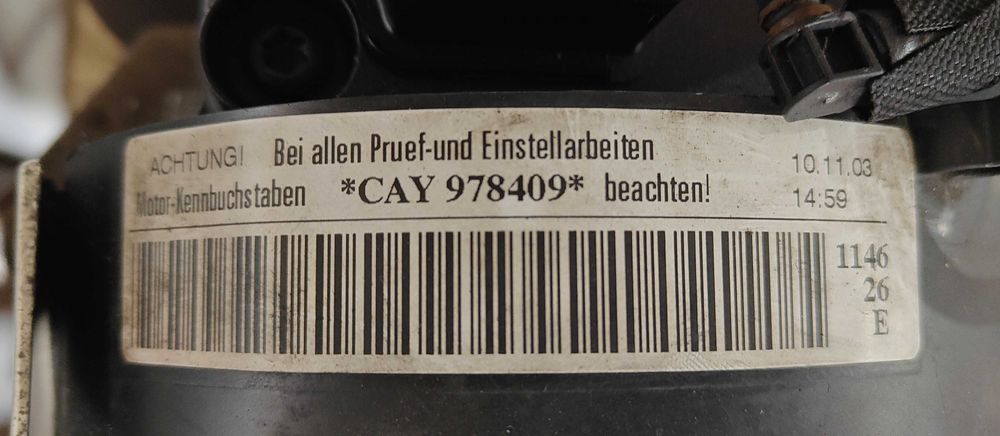 ACHTUNG! Bei allen Pruef-und Einstellarbeiten 10.11.03
Motor-Kennbuchstaben *CAY 978409* beachten! 14:59
1146
26
E